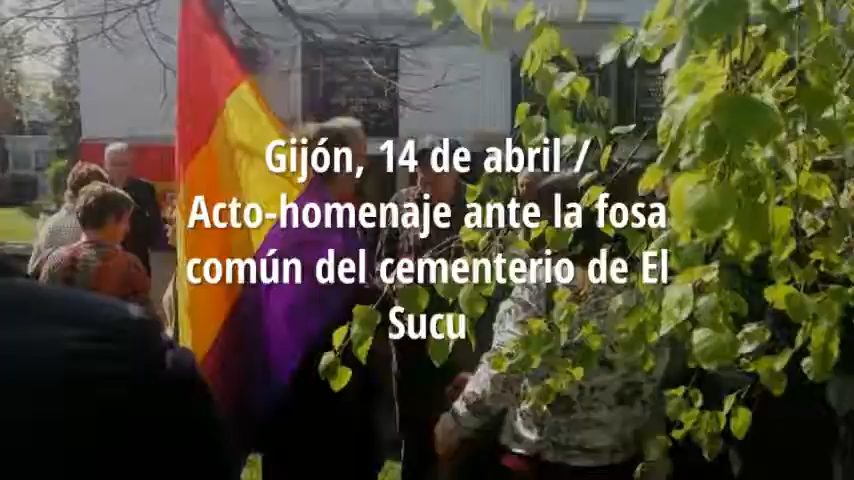 Gijón, 14 de abril /
Acto-homenaje ante la fosa
común del cementerio de El
Sucu